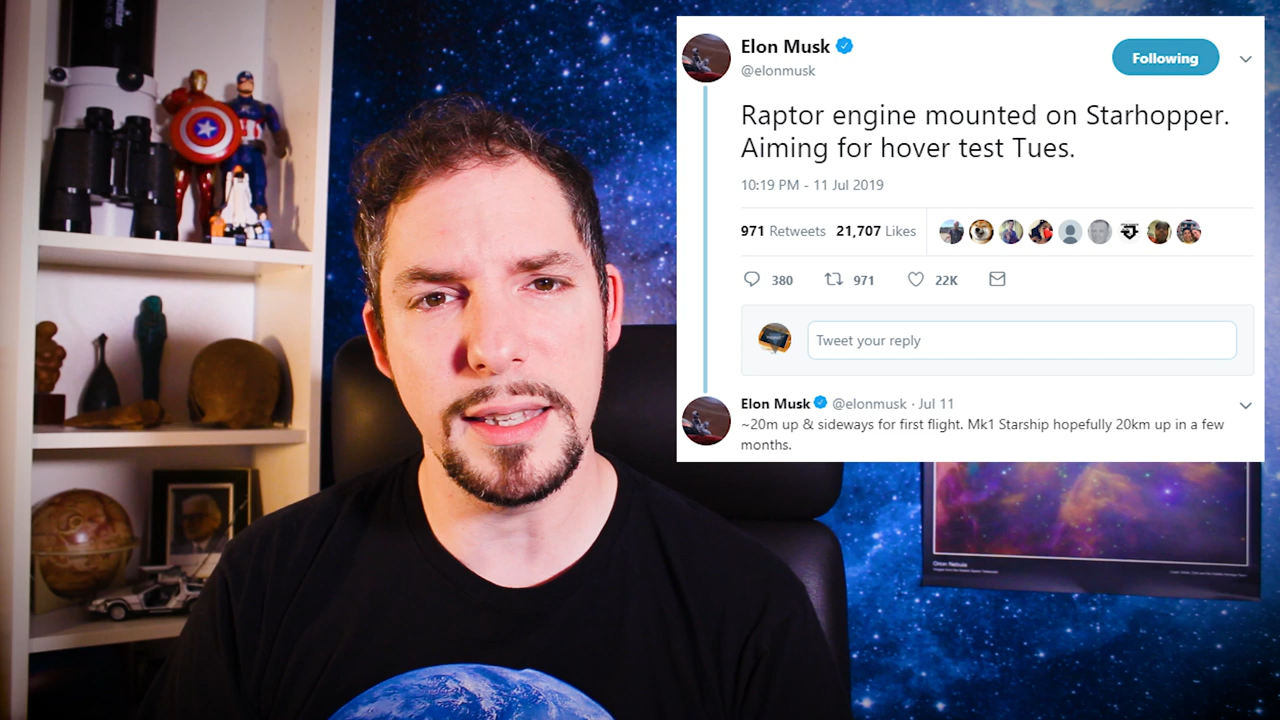 Elon Musk
@elonmusk
Following
Raptor engine mounted on Starhopper.
Aiming for hover test Tues.
10:19 PM - 11 Jul 2019
971 Retweets 21,707 Likes
380 971 22K
Tweet your reply
Elon Musk @elonmusk · Jul 11
~20m up & sideways for first flight. Mk1 Starship hopefully 20km up in a few
months.
Orion Nebula